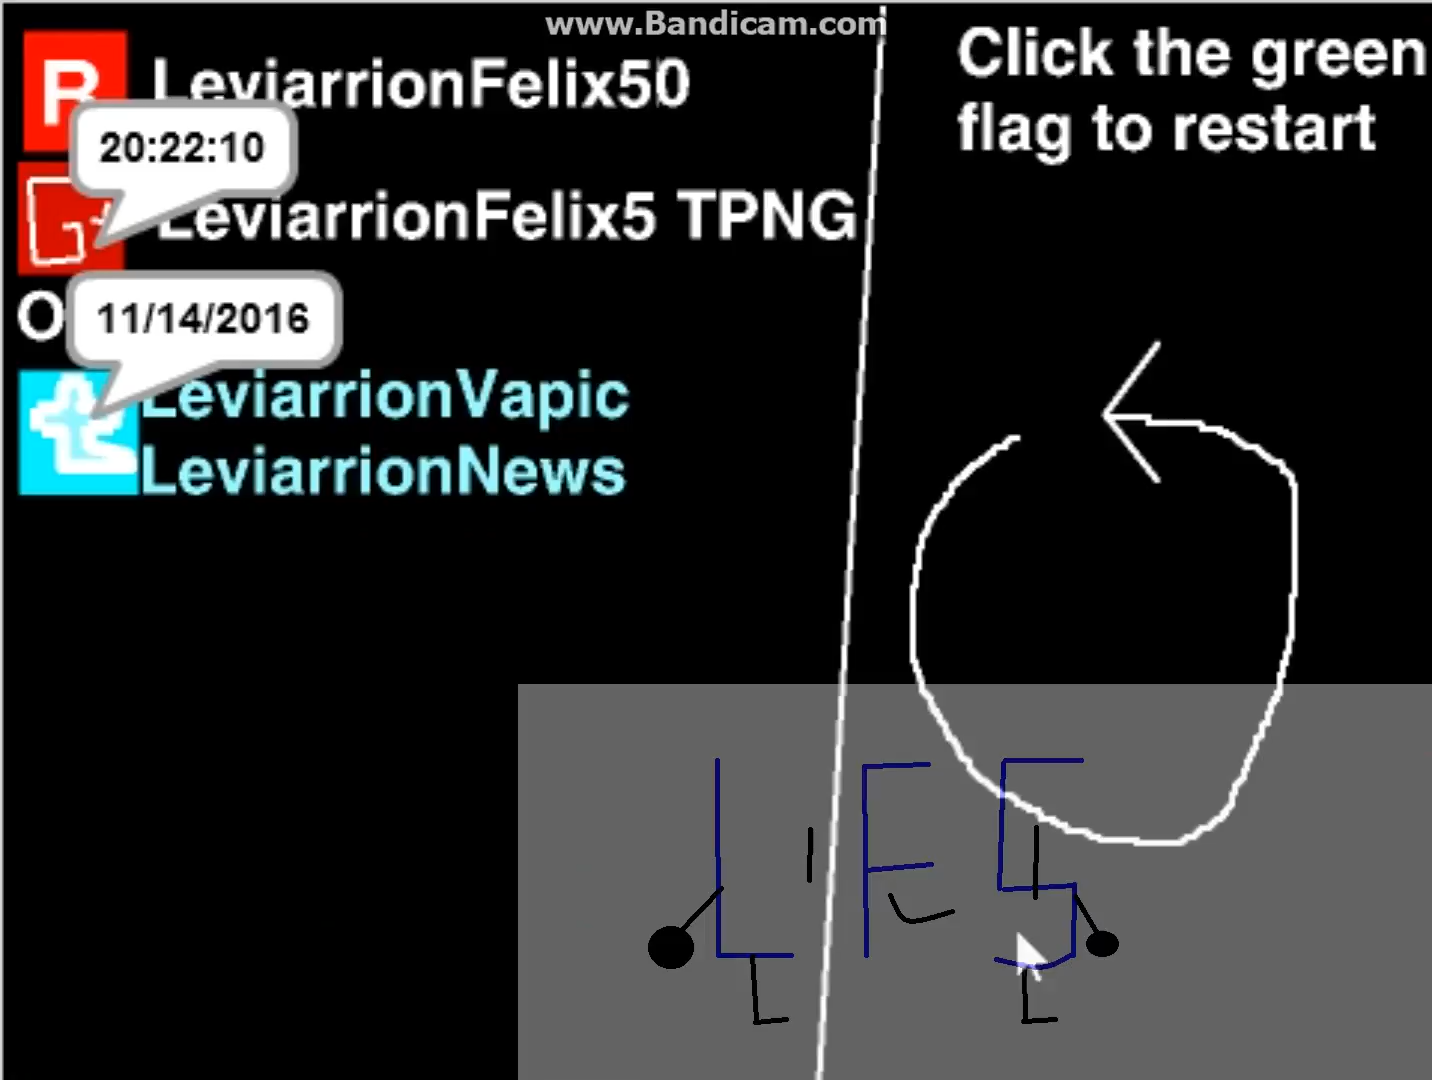 www.Bandicam.com
R LeviarrionFelix50
20:22:10
G+ LeviarrionFelix5 TPNG
O
11/14/2016
LeviarrionVapic
LeviarrionNews
Click the green
flag to restart
LF5